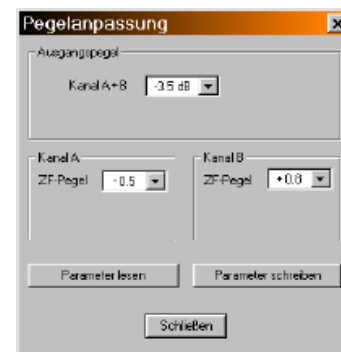 Pegelanpassung
Ausgangspegel
Kanal A+B -3.5 dB
Kanal A
ZF-Pegel -0.5
Kanal B
ZF-Pegel +0.8
Parameter lesen
Parameter schreiben
Schließen